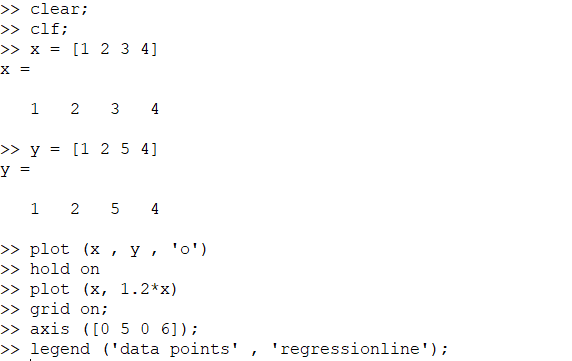 >> clear;
>> clf;
>> x = [1 2 3 4]
x =
1 2 3 4
>> y = [1 2 5 4]
y =
1 2 5 4
>> plot (x , y , 'o')
>> hold on
>> plot (x, 1.2*x)
>> grid on;
>> axis ([0 5 0 6]);
>> legend ('data points' , 'regressionline');